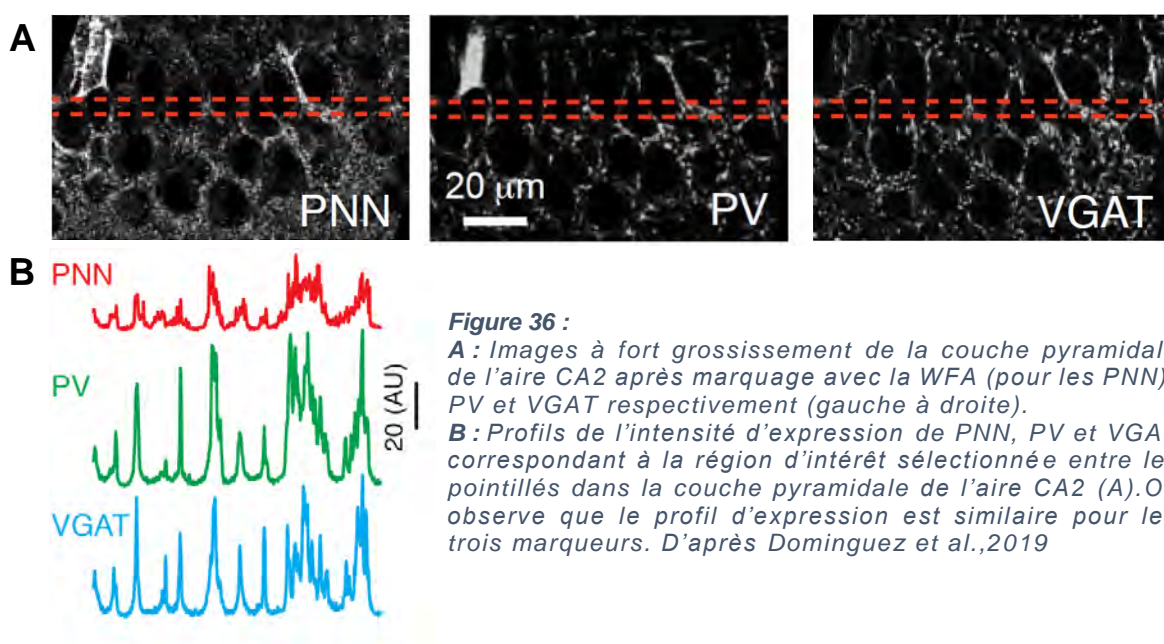 A
PNN
20 µm
PV
VGAT
B
PNN
PV
20 (AU)
VGAT
Figure 36 :
A : Images à fort grossissement de la couche pyramidal
de l'aire CA2 après marquage avec la WFA (pour les PNN)
PV et VGAT respectivement (gauche à droite).
B : Profils de l'intensité d'expression de PNN, PV et VGA
correspondant à la région d'intérêt sélectionnée entre le
pointillés dans la couche pyramidale de l'aire CA2 (A).O
observe que le profil d'expression est similaire pour le
trois marqueurs. D'après Dominguez et al.,2019